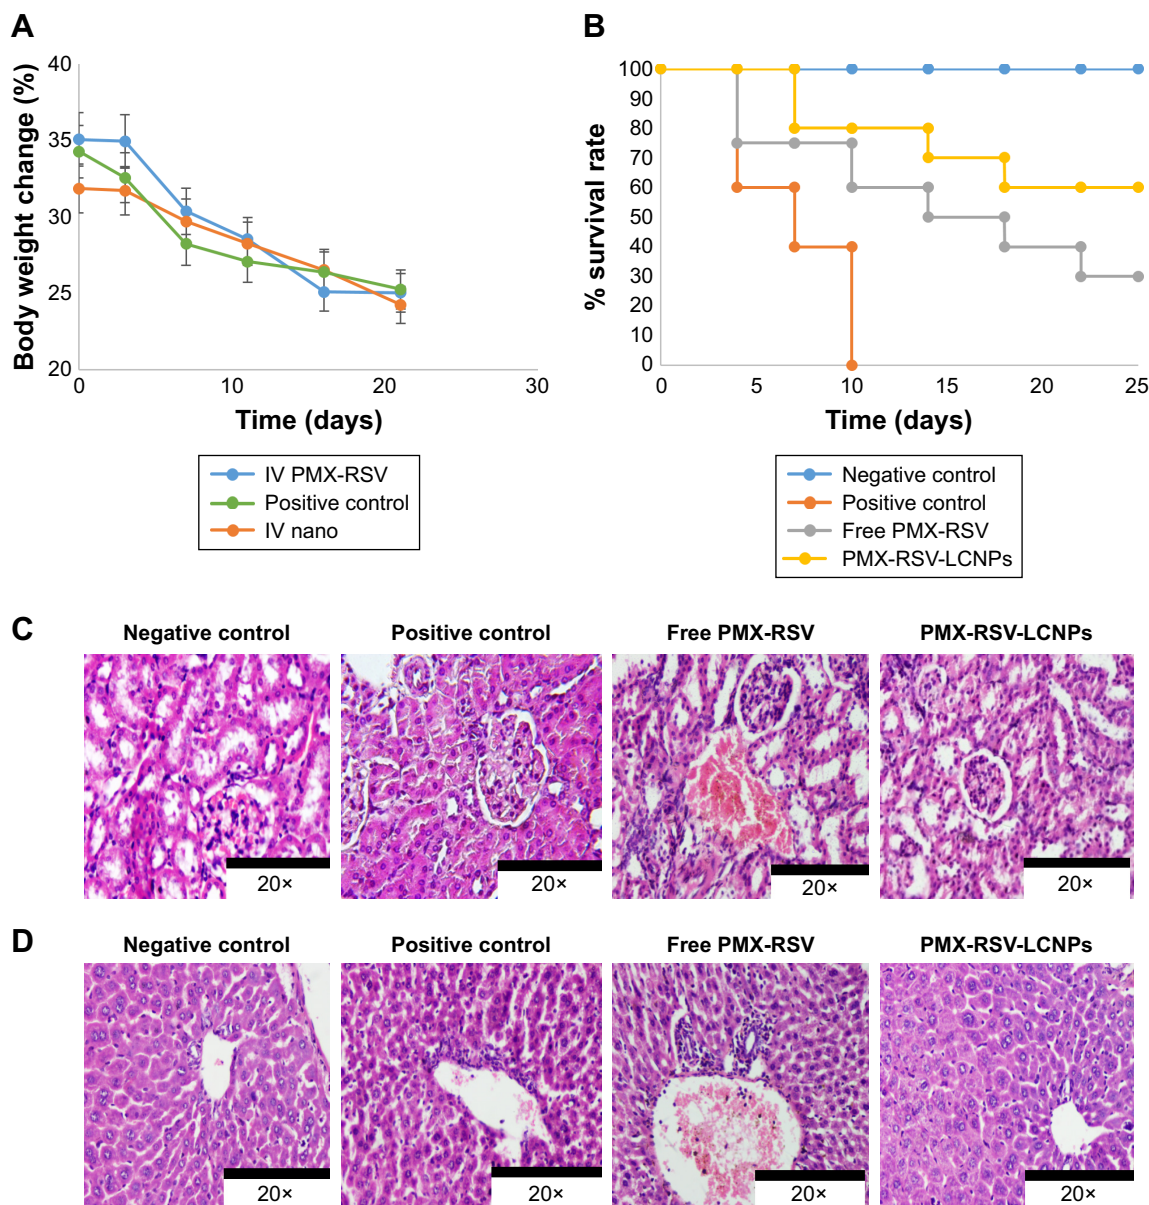 A
Body weight change (%)
40
35
30
25
20
0
10
20
30
Time (days)
IV PMX-RSV
Positive control
IV nano
B
% survival rate
100
90
80
70
60
50
40
30
20
10
0
0
5
10
15
20
25
Time (days)
Negative control
Positive control
Free PMX-RSV
PMX-RSV-LCNPs
C
Negative control
Positive control
Free PMX-RSV
PMX-RSV-LCNPs
20×
20×
20×
20×
D
Negative control
Positive control
Free PMX-RSV
PMX-RSV-LCNPs
20×
20×
20×
20×